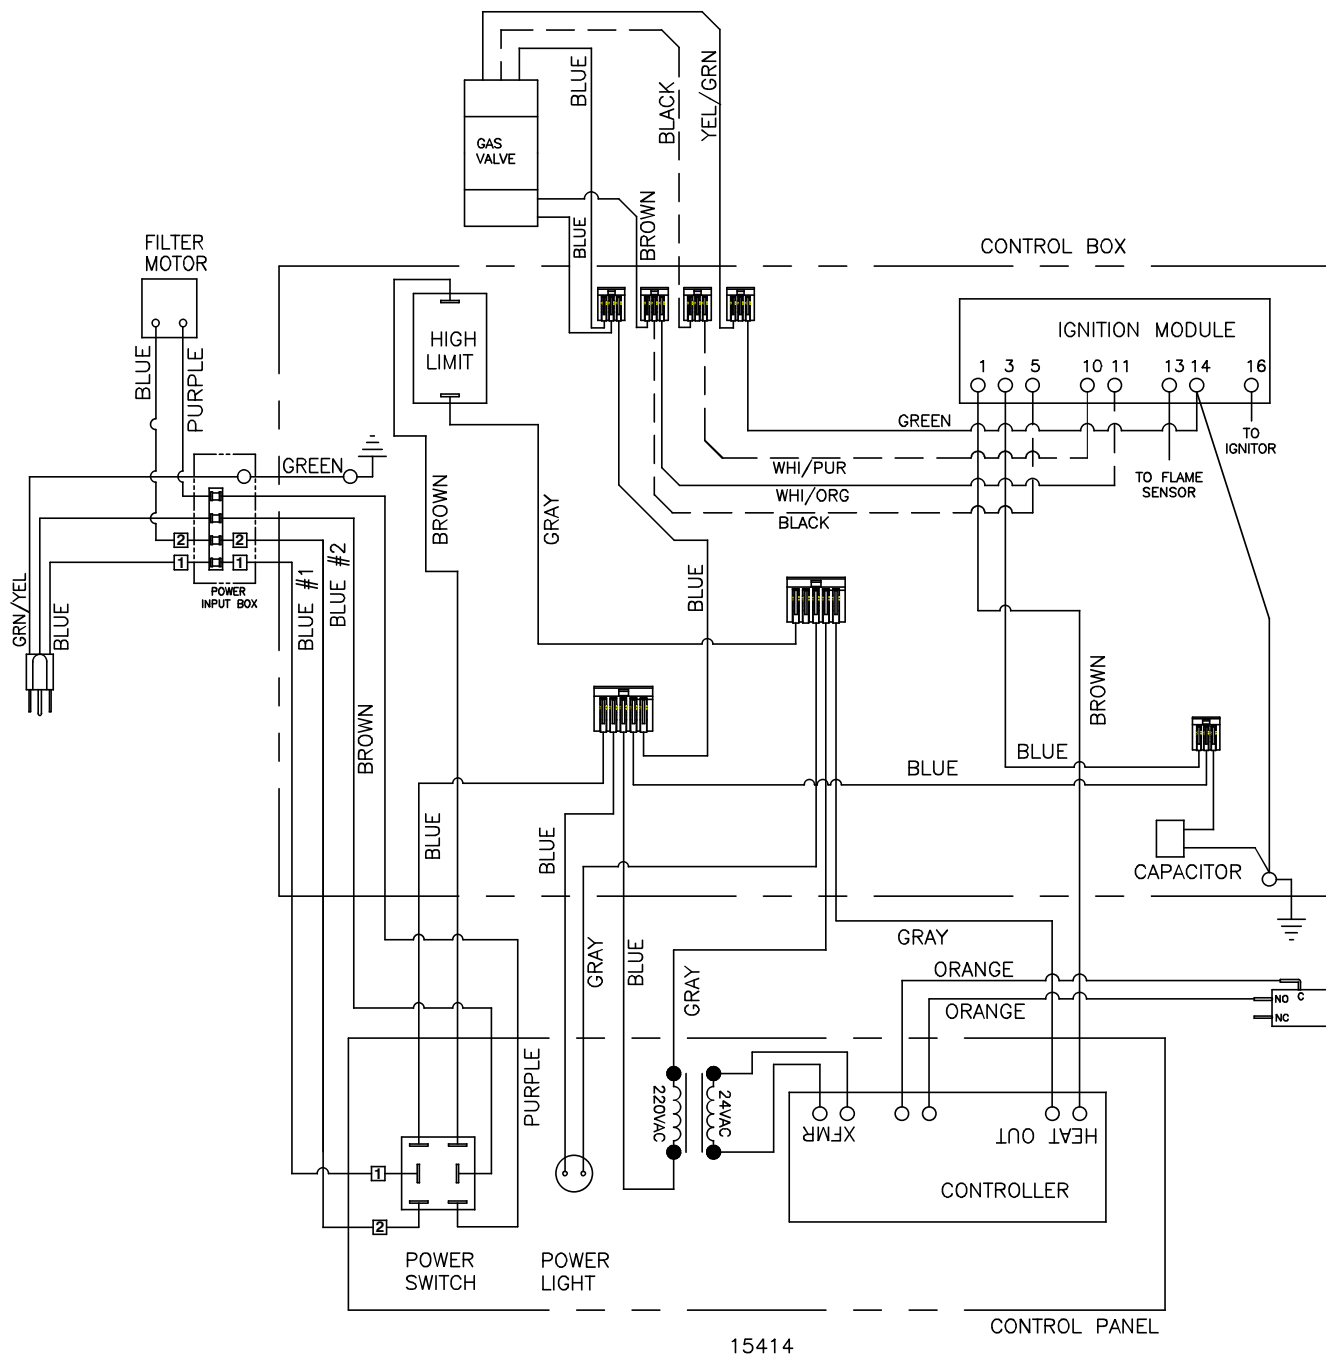 BLUE
BLACK
YEL/GRN
GAS
VALVE
BLUE
BROWN
FILTER
MOTOR
CONTROL BOX
HIGH
LIMIT
IGNITION MODULE
1 3 5 10 11 13 14 16
BLUE
PURPLE
GREEN
TO
IGNITOR
GREEN
WHI/PUR
TO FLAME
SENSOR
WHI/ORG
BLACK
BROWN
GRAY
2 2
1 1
POWER
INPUT BOX
GRN/YEL
BLUE
BLUE #1
BLUE #2
BLUE
BROWN
BROWN
BLUE
BLUE
BLUE
BLUE
CAPACITOR
GRAY
BLUE
GRAY
GRAY
ORANGE
ORANGE
NO C
NC
PURPLE
220VAC
24VAC
XFMR
HEAT OUT
1
CONTROLLER
2
POWER
SWITCH
POWER
LIGHT
CONTROL PANEL
15414